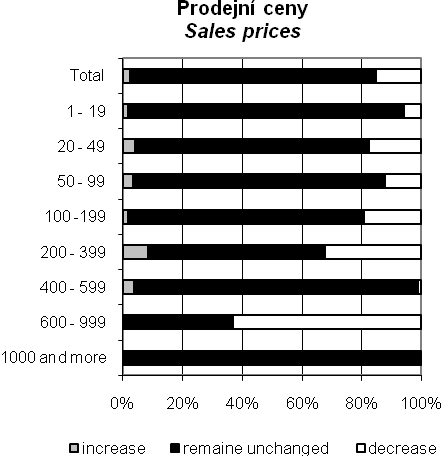 Prodejní ceny
Sales prices
Total
1 - 19
20 - 49
50 - 99
100 -199
200 - 399
400 - 599
600 - 999
1000 and more
0% 20% 40% 60% 80% 100%
increase remaine unchanged decrease